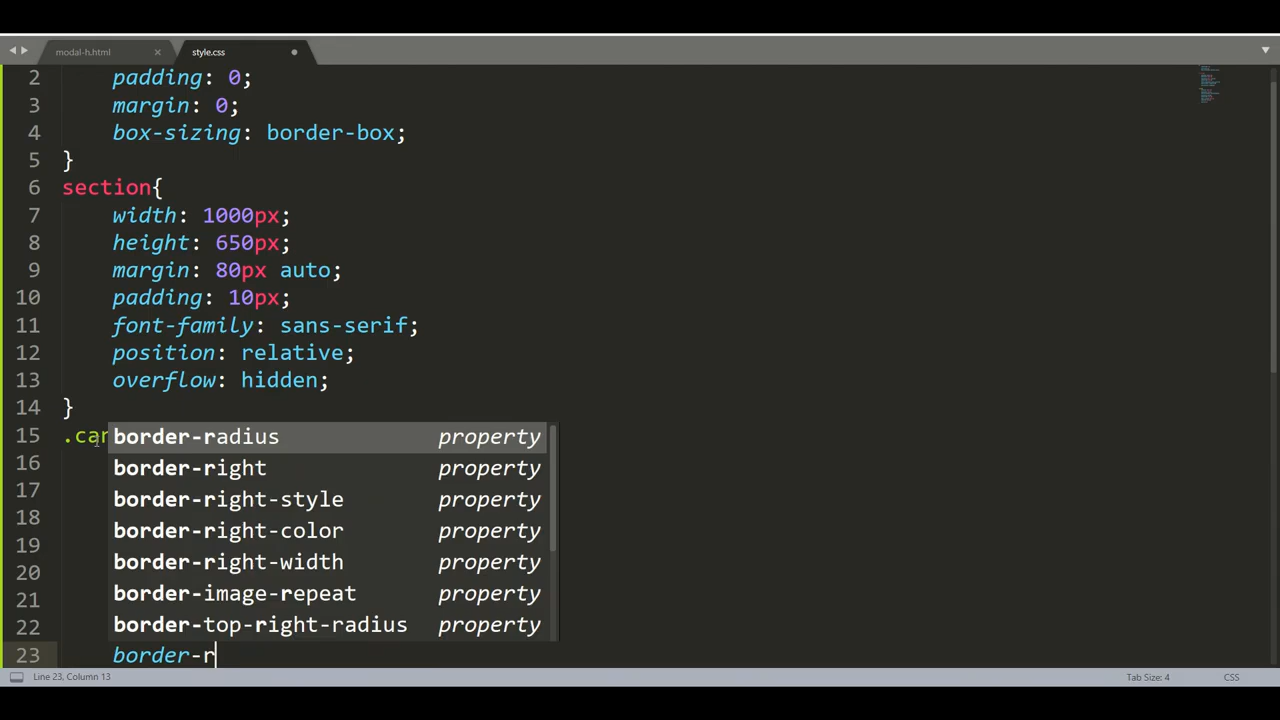 modal-h.html × style.css
2 padding: 0;
3 margin: 0;
4 box-sizing: border-box;
5 }
6 section{
7 width: 1000px;
8 height: 650px;
9 margin: 80px auto;
10 padding: 10px;
11 font-family: sans-serif;
12 position: relative;
13 overflow: hidden;
14 }
15 .car border-radius property
16 border-right property
17 border-right-style property
18 border-right-color property
19 border-right-width property
20
21 border-image-repeat property
22 border-top-right-radius property
23 border-r
Line 23, Column 13 Tab Size: 4 CSS